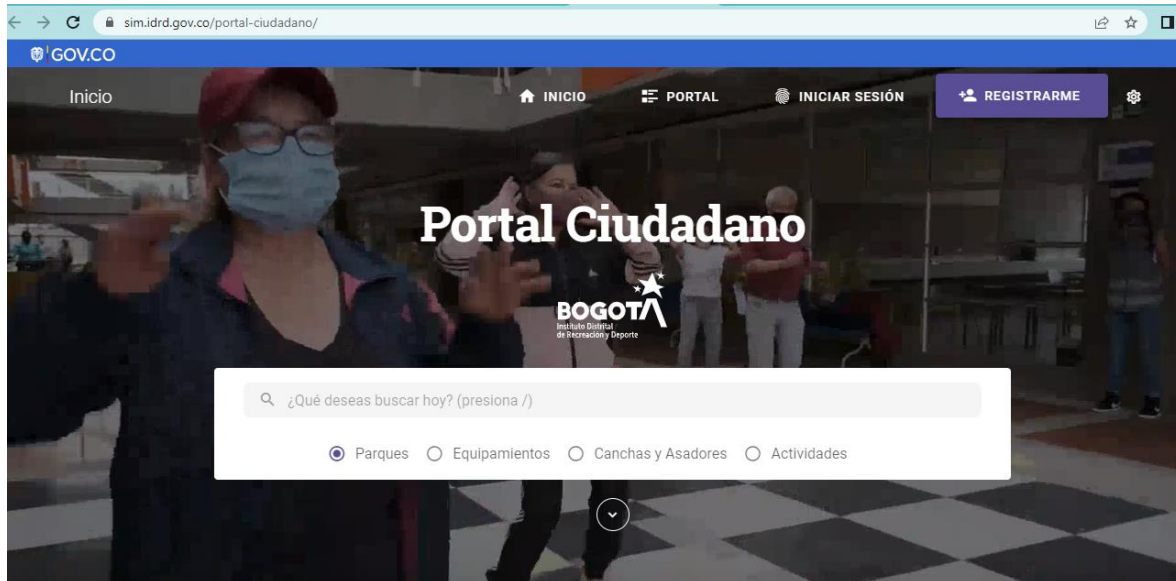 sim.idrd.gov.co/portal-ciudadano/
GOV.CO
Inicio
INICIO
PORTAL
INICIAR SESIÓN
REGISTRARME
Portal Ciudadano
BOGOTÁ
Instituto Distrital
de Recreación y Deporte
¿Qué deseas buscar hoy? (presiona /)
Parques
Equipamientos
Canchas y Asadores
Actividades